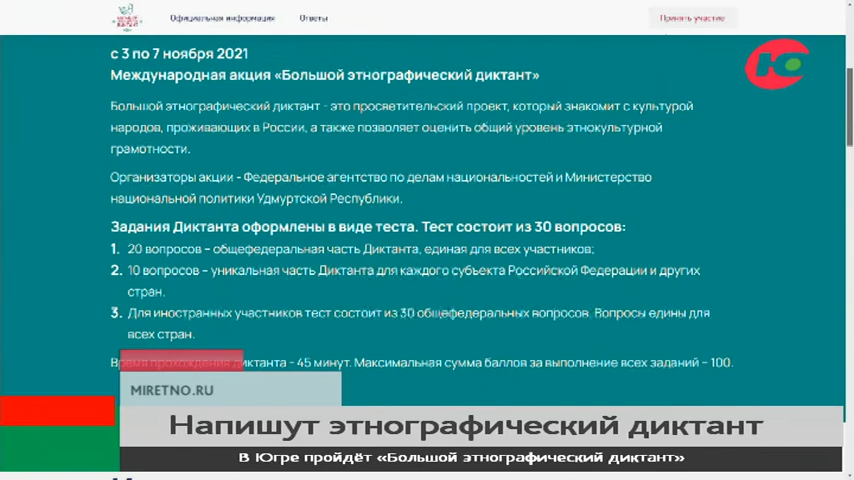 Официальная информация
Ответы
Принять участие
с 3 по 7 ноября 2021
Международная акция «Большой этнографический диктант»
Ю
Большой этнографический диктант - это просветительский проект, который знакомит с культурой
народов, проживающих в России, а также позволяет оценить общий уровень этнокультурной
грамотности.
Организаторы акции - Федеральное агентство по делам национальностей и Министерство
национальной политики Удмуртской Республики.
Задания Диктанта оформлены в виде теста. Тест состоит из 30 вопросов:
1. 20 вопросов – общефедеральная часть Диктанта, единая для всех участников;
2. 10 вопросов – уникальная часть Диктанта для каждого субъекта Российской Федерации и других
стран.
3. Для иностранных участников тест состоит из 30 общефедеральных вопросов. Вопросы едины для
всех стран.
Время прохождения диктанта - 45 минут. Максимальная сумма баллов за выполнение всех заданий – 100.
MIRETNO.RU
Напишут этнографический диктант
В Югре пройдёт «Большой этнографический диктант»